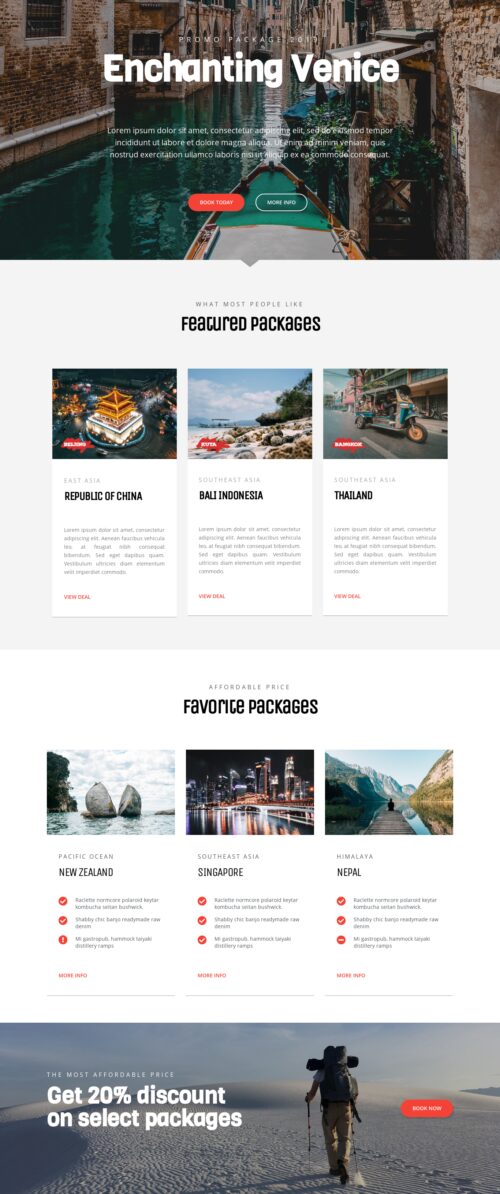 PROMO PACKAGE 2019
Enchanting Venice
Lorem ipsum dolor sit amet, consectetur adipiscing elit, sed do eiusmod tempor
incididunt ut labore et dolore magna aliqua. Ut enim ad minim veniam, quis
nostrud exercitation ullamco laboris nisi ut aliquip ex ea commodo consequat.
BOOK TODAY
MORE INFO
WHAT MOST PEOPLE LIKE
Featured Packages
BEIJING
EAST ASIA
REPUBLIC OF CHINA
Lorem ipsum dolor sit amet, consectetur
adipiscing elit. Aenean faucibus vehicula
leo, at feugiat nibh consequat
bibendum. Sed eget dapibus quam.
Vestibulum ultricies diam elementum
velit imperdiet commodo.
VIEW DEAL
KUTA
SOUTHEAST ASIA
BALI INDONESIA
Lorem ipsum dolor sit amet, consectetur
adipiscing elit. Aenean faucibus vehicula
leo, at feugiat nibh consequat bibendum.
Sed eget dapibus quam. Vestibulum
ultricies diam elementum velit imperdiet
commodo.
VIEW DEAL
BANGKOK
SOUTHEAST ASIA
THAILAND
Lorem ipsum dolor sit amet, consectetur
adipiscing elit. Aenean faucibus vehicula
leo, at feugiat nibh consequat bibendum.
Sed eget dapibus quam. Vestibulum
ultricies diam elementum velit imperdiet
commodo.
VIEW DEAL
AFFORDABLE PRICE
Favorite Packages
PACIFIC OCEAN
NEW ZEALAND
Raclette normcore polaroid keytar
kombucha seitan bushwick.
Shabby chic banjo readymade raw
denim
Mi gastropub, hammock taiyaki
distillery ramps
MORE INFO
SOUTHEAST ASIA
SINGAPORE
Raclette normcore polaroid keytar
kombucha seitan bushwick.
Shabby chic banjo readymade raw
denim
Mi gastropub, hammock taiyaki
distillery ramps
MORE INFO
HIMALAYA
NEPAL
Raclette normcore polaroid keytar
kombucha seitan bushwick.
Shabby chic banjo readymade raw
denim
Mi gastropub, hammock taiyaki
distillery ramps
MORE INFO
THE MOST AFFORDABLE PRICE
Get 20% discount
on select packages
BOOK NOW